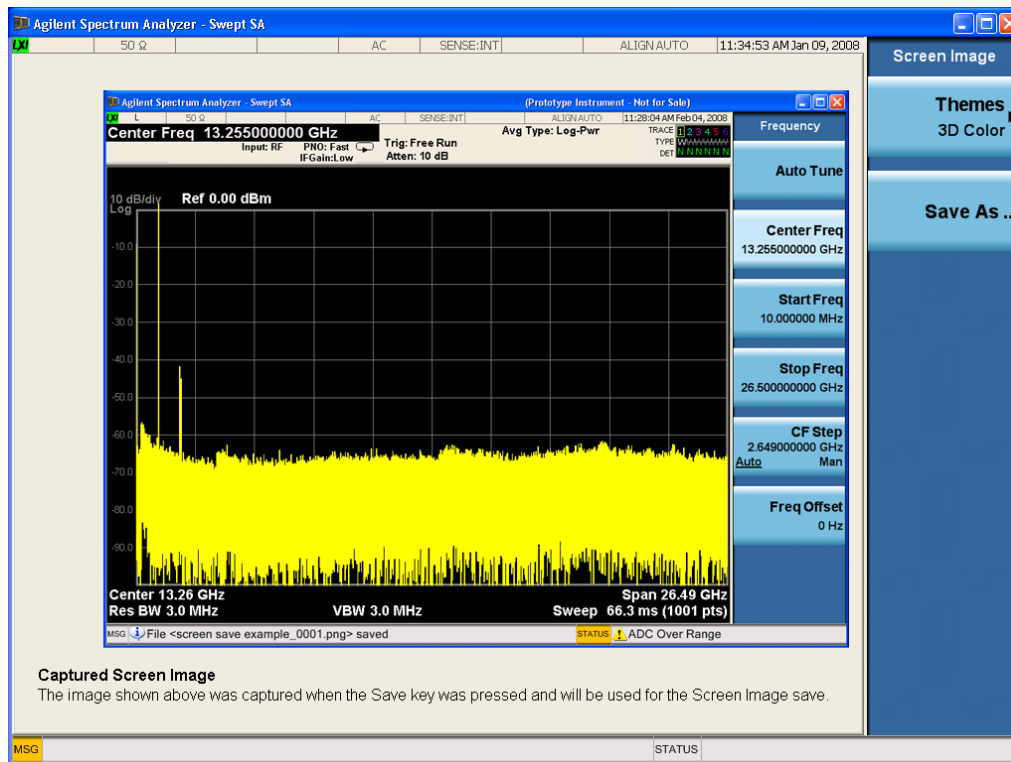 Agilent Spectrum Analyzer - Swept SA
LXI 50 Ω AC SENSE:INT ALIGN AUTO 11:34:53 AM Jan 09, 2008
Screen Image
Themes
3D Color
Save As ..
Agilent Spectrum Analyzer - Swept SA (Prototype Instrument - Not for Sale)
LXI L 50 Ω AC SENSE:INT ALIGN AUTO 11:28:04 AM Feb 04, 2008
Center Freq 13.255000000 GHz
Input: RF PNO: Fast
IFGain:Low
Trig: Free Run
Atten: 10 dB
Avg Type: Log-Pwr
TRACE 1 2 3 4 5 6
TYPE WWWWWW
DET N N N N N N
Frequency
Auto Tune
Center Freq
13.255000000 GHz
Start Freq
10.000000 MHz
Stop Freq
26.500000000 GHz
CF Step
2.649000000 GHz
Auto Man
Freq Offset
0 Hz
10 dB/div Ref 0.00 dBm
Log
-10.0
-20.0
-30.0
-40.0
-50.0
-60.0
-70.0
-80.0
-90.0
Center 13.26 GHz Span 26.49 GHz
Res BW 3.0 MHz VBW 3.0 MHz Sweep 66.3 ms (1001 pts)
MSG File <screen save example_0001.png> saved STATUS ADC Over Range
Captured Screen Image
The image shown above was captured when the Save key was pressed and will be used for the Screen Image save.
MSG STATUS